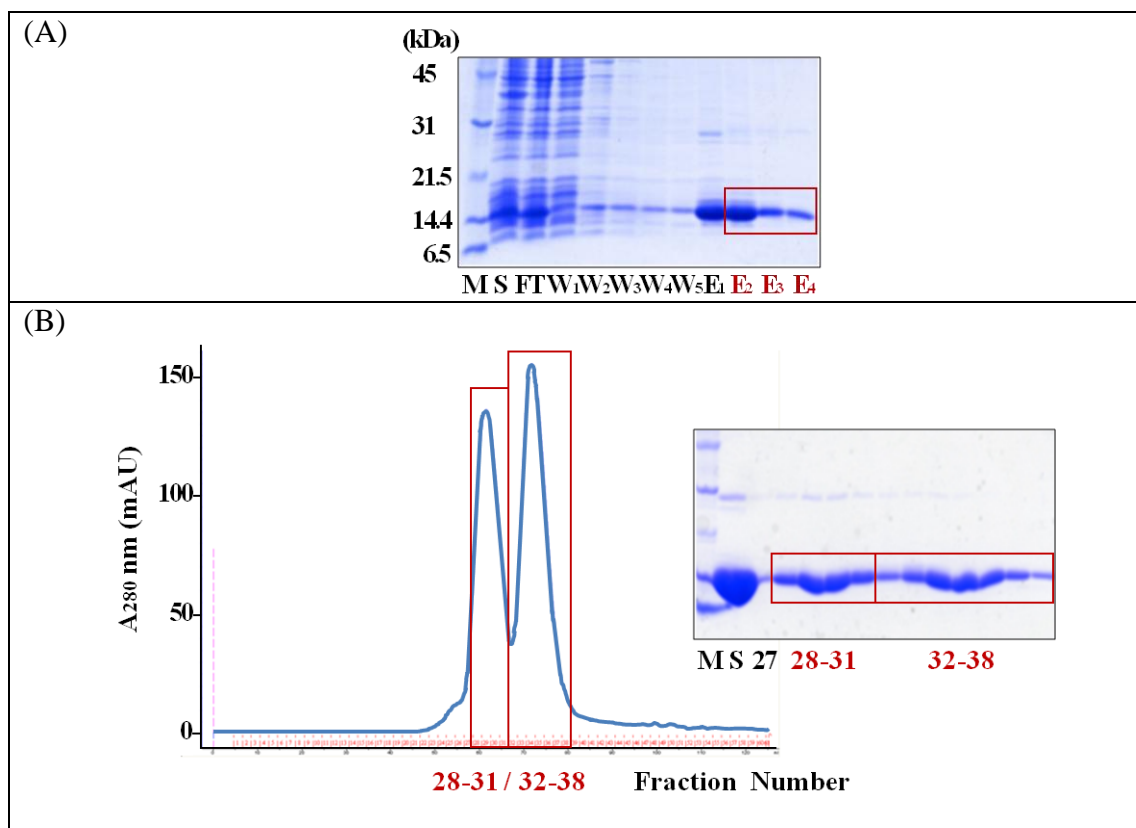 (A)
(kDa)
45
31
21.5
14.4
6.5
M S FT W1 W2 W3 W4 W5 E1 E2 E3 E4
(B)
150
100
50
0
A280 nm (mAU)
M S 27 28-31 32-38
28-31 / 32-38 Fraction Number